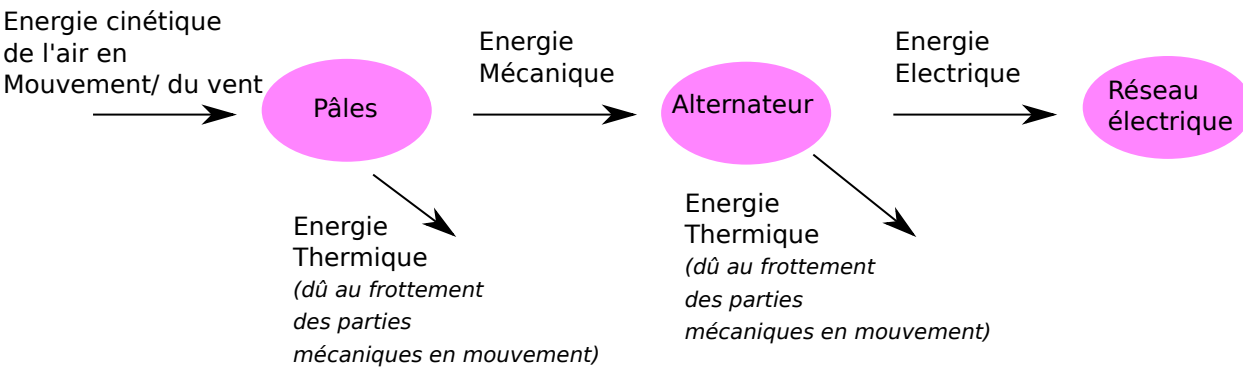 Energie cinétique
de l'air en
Mouvement/ du vent
Pâles
Energie
Mécanique
Alternateur
Energie
Electrique
Réseau
électrique
Energie
Thermique
(dû au frottement
des parties
mécaniques en mouvement)
Energie
Thermique
(dû au frottement
des parties
mécaniques en mouvement)